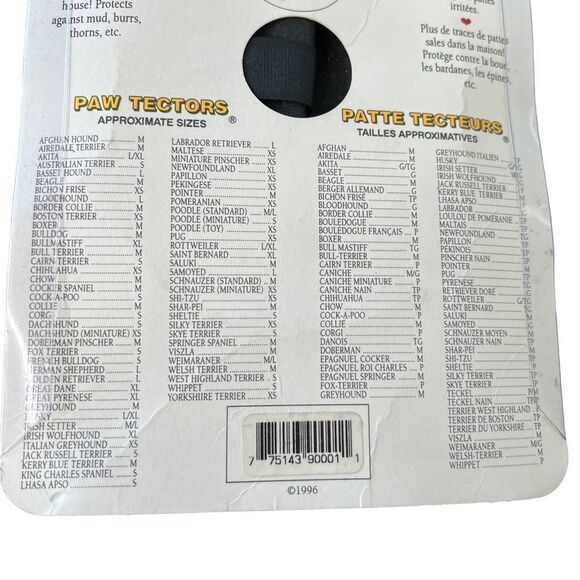 house! Protects
against mud, burrs,
thorns, etc.
pattes
irritées.
Plus de traces de pattes
sales dans la maison!
Protège contre la boue,
les bardanes, les épines,
etc.
PAW TECTORS ®
APPROXIMATE SIZES
AFGHAN HOUND M
AIREDALE TERRIER M
AKITA L/XL
AUSTRALIAN TERRIER S
BASSET HOUND L
BEAGLE M
BICHON FRISE XS
BLOODHOUND L
BORDER COLLIE M
BOSTON TERRIER XS
BOXER M
BULLDOG M
BULLMASTIFF XL
BULL TERRIER M
CAIRN TERRIER S
CHIHUAHUA XS
CHOW M
COCKER SPANIEL M
COCK-A-POO S
COLLIE M
CORGI S
DACHSHUND S
DACHSHUND (MINIATURE) XS
DOBERMAN PINSCHER M
FOX TERRIER S
FRENCH BULLDOG S
GERMAN SHEPHERD L
GOLDEN RETRIEVER L
GREAT DANE XL
GREAT PYRENESE XL
GREYHOUND M
HUSKY L/XL
IRISH SETTER M/L
IRISH WOLFHOUND XL
ITALIAN GREYHOUND XS
JACK RUSSELL TERRIER S
KERRY BLUE TERRIER M
KING CHARLES SPANIEL S
LHASA APSO S
LABRADOR RETRIEVER L
MALTESE XS
MINIATURE PINSCHER XS
NEWFOUNDLAND XL
PAPILLON XS
PEKINGESE XS
POINTER M
POMERANIAN XS
POODLE (STANDARD) M/L
POODLE (MINIATURE) S
POODLE (TOY) XS
PUG XS
ROTTWEILER L/XL
SAINT BERNARD XL
SALUKI M
SAMOYED L
SCHNAUZER (STANDARD) M
SCHNAUZER (MINIATURE) XS
SHI-TZU XS
SHAR-PEI M
SHELTIE S
SILKY TERRIER XS
SKYE TERRIER S
SPRINGER SPANIEL M
VISZLA M
WEIMARANER M/L
WELSH TERRIER M
WEST HIGHLAND TERRIER S
WHIPPET S
YORKSHIIRE TERRIER XS
PATTE TECTEURS ®
TAILLES APPROXIMATIVES
AFGHAN M
AIREDALE M
AKITA G/TG
BASSET G
BEAGLE M
BERGER ALLEMAND G
BICHON FRISE TP
BLOODHOUND G
BORDER COLLIE M
BOULEDOGUE M
BOULEDOGUE FRANÇAIS P
BOXER M
BULL MASTIFF TG
BULL-TERRIER M
CAIRN TERRIER P
CANICHE M/G
CANICHE MINIATURE P
CANICHE NAIN TP
CHIHUAHUA TP
CHOW M
COCK-A-POO P
COLLIE M
CORGI P
DANOIS TG
DOBERMAN M
EPAGNEUL COCKER M
EPAGNEUL ROI CHARLES P
EPAGNEUL SPRINGER M
FOX-TERRIER P
GREYHOUND M
GREYHOUND ITALIEN TP
HUSKY
IRISH SETTER G/TG
IRISH WOLFHOUND
JACK RUSSELL TERRIER
KERRY BLUE TERRIER
LHASA APSO
LABRADOR
LOULOU DE POMERANIE TP
MALTAIS
NEWFOUNDLAND TG
PAPILLON TP
PEKINOIS TP
PINSCHER NAIN TP
POINTER M
PUG TP
PYRENESE TG
RETRIEVER DORE G
ROTTWEILER G/TG
SAINT BERNARD TG
SALUKI M
SAMOYED G
SCHNAUZER MOYEN M
SCHNAUZER NAIN TP
SHAR-PEI M
SHI-TZU TP
SHELTIE P
SILKY TERRIER TP
SKYE TERRIER P
TECKEL
TECKEL NAIN TP
TERRIER WEST HIGHLAND P
TERRIER DE BOSTON TP
TERRIER DU YORKSHIRE TP
VISZLA M
WEIMARANER M/G
WELSH-TERRIER M
WHIPPET P
7 75143 90001 1
©1996